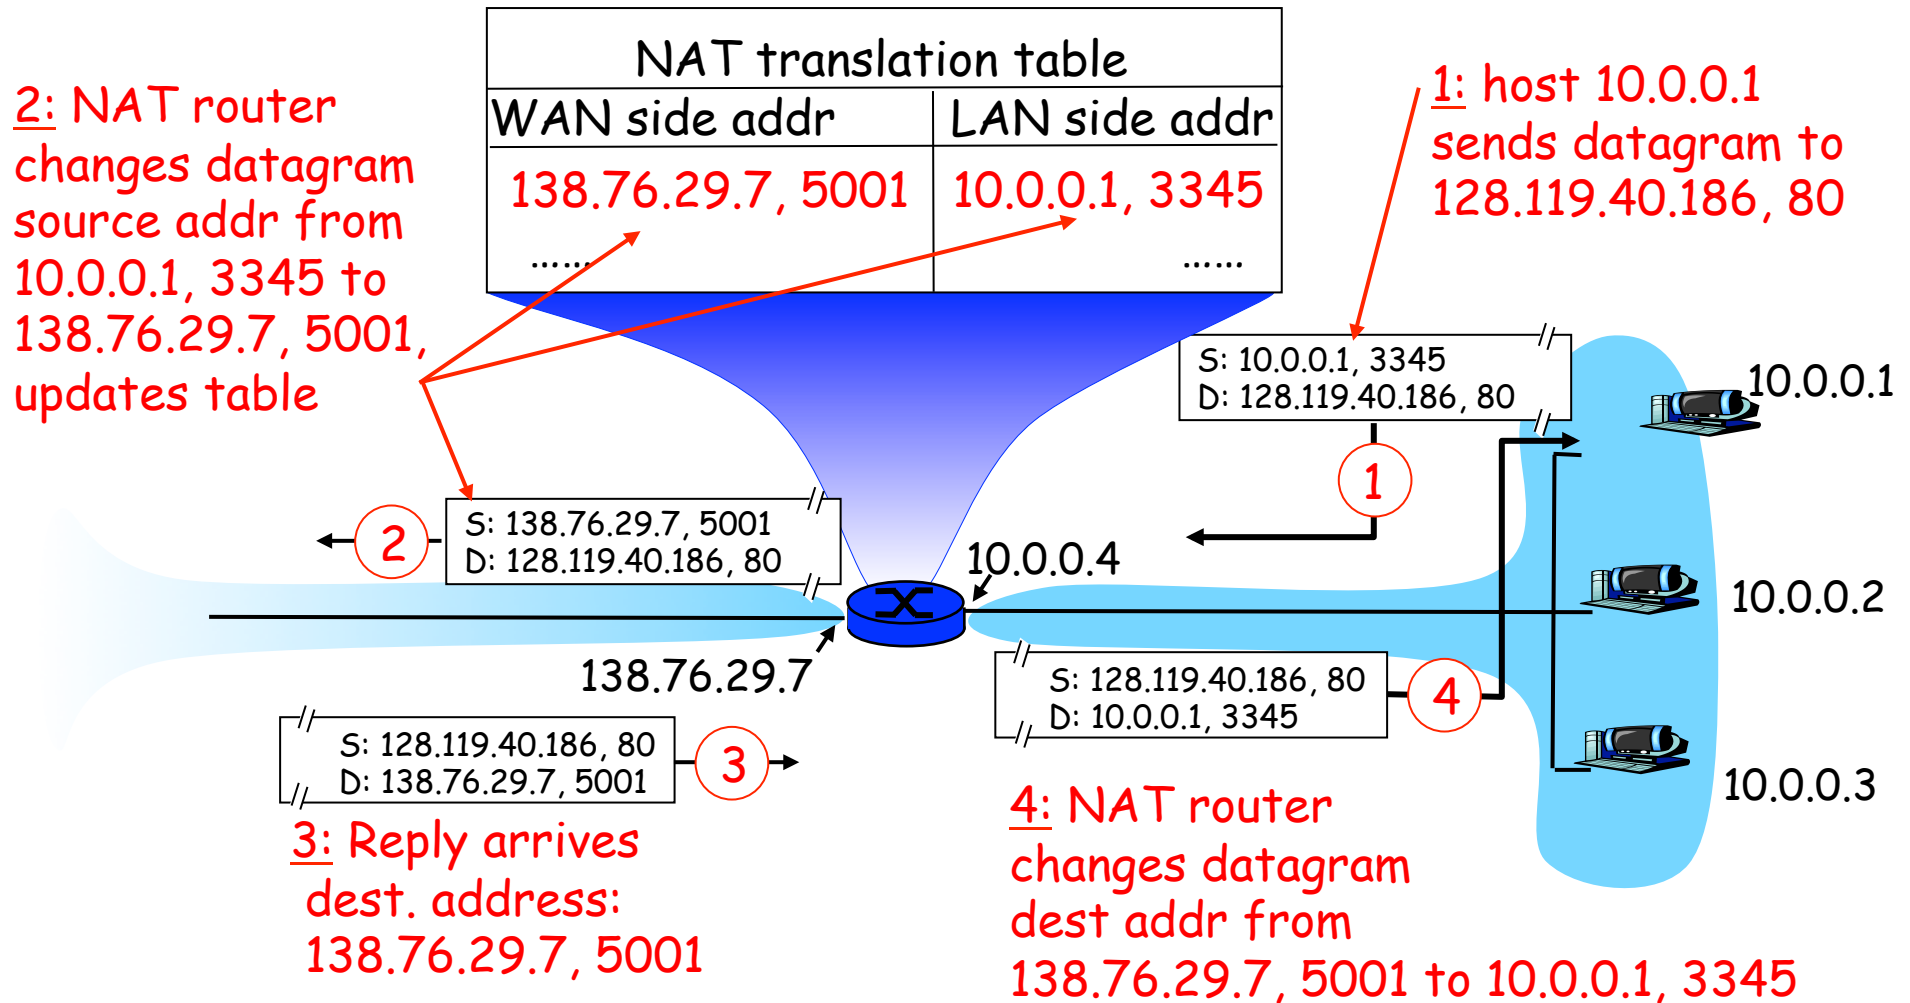 NAT translation table
WAN side addr LAN side addr
138.76.29.7, 5001 10.0.0.1, 3345
...... ......
2: NAT router
changes datagram
source addr from
10.0.0.1, 3345 to
138.76.29.7, 5001,
updates table
1: host 10.0.0.1
sends datagram to
128.119.40.186, 80
S: 10.0.0.1, 3345
D: 128.119.40.186, 80
1
10.0.0.1
S: 138.76.29.7, 5001
D: 128.119.40.186, 80
2
10.0.0.4
10.0.0.2
138.76.29.7
S: 128.119.40.186, 80
D: 10.0.0.1, 3345
4
S: 128.119.40.186, 80
D: 138.76.29.7, 5001
3
10.0.0.3
3: Reply arrives
dest. address:
138.76.29.7, 5001
4: NAT router
changes datagram
dest addr from
138.76.29.7, 5001 to 10.0.0.1, 3345